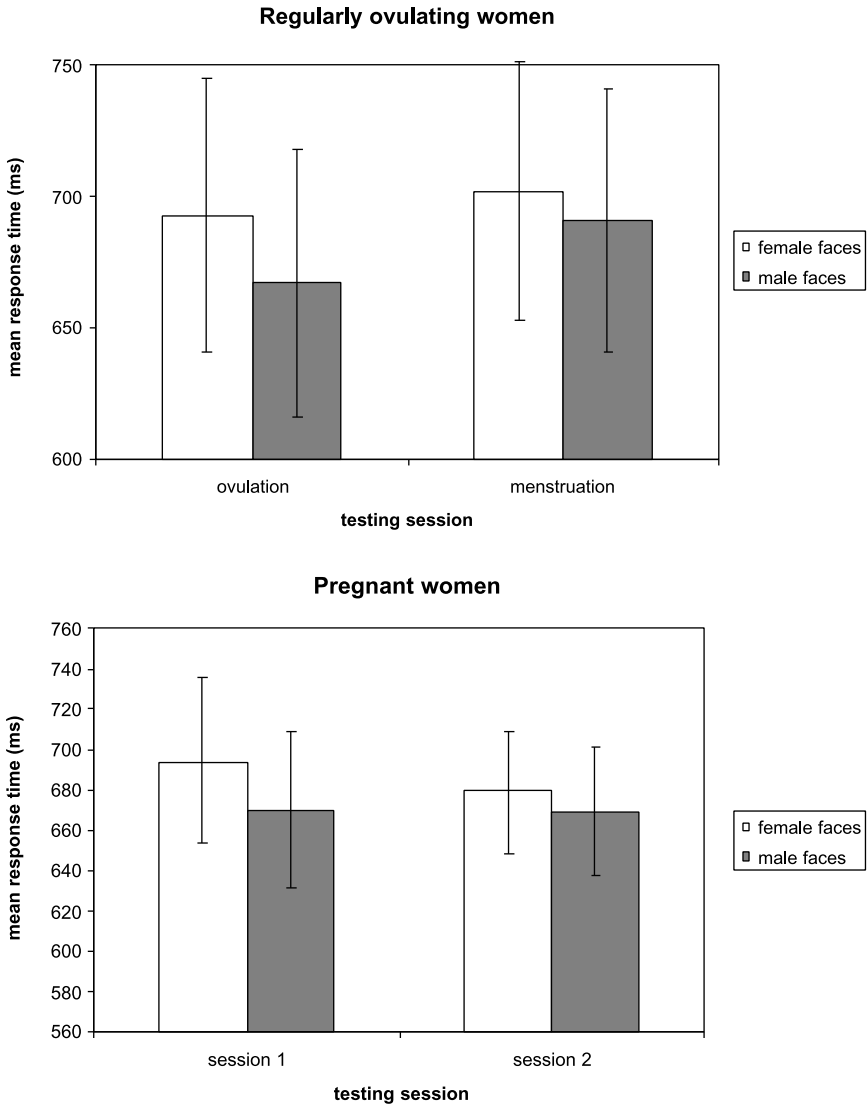 Regularly ovulating women
750
700
650
600
mean response time (ms)
ovulation
menstruation
testing session
female faces
male faces
Pregnant women
760
740
720
700
680
660
640
620
600
580
560
mean response time (ms)
session 1
session 2
testing session
female faces
male faces